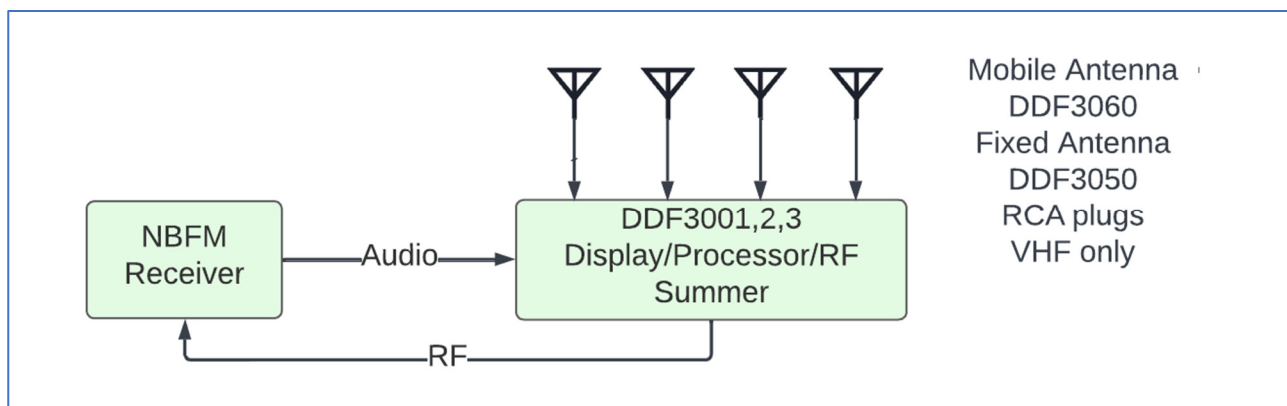 Mobile Antenna
DDF3060
Fixed Antenna
DDF3050
RCA plugs
VHF only
NBFM
Receiver
Audio
DDF3001,2,3
Display/Processor/RF
Summer
RF